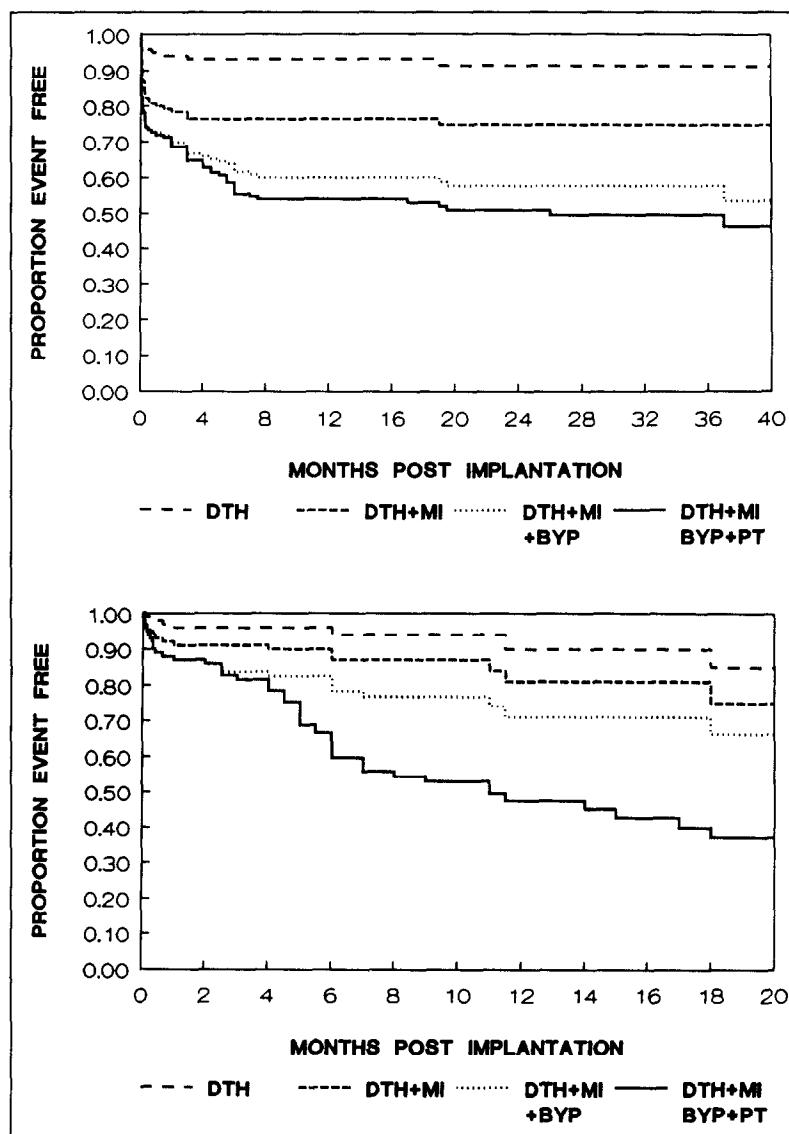 PROPORTION EVENT FREE
1.00
0.90
0.80
0.70
0.60
0.50
0.40
0.30
0.20
0.10
0.00
0 4 8 12 16 20 24 28 32 36 40
MONTHS POST IMPLANTATION
DTH DTH+MI DTH+MI DTH+MI
+BYP BYP+PT
PROPORTION EVENT FREE
1.00
0.90
0.80
0.70
0.60
0.50
0.40
0.30
0.20
0.10
0.00
0 2 4 6 8 10 12 14 16 18 20
MONTHS POST IMPLANTATION
DTH DTH+MI DTH+MI DTH+MI
+BYP BYP+PT